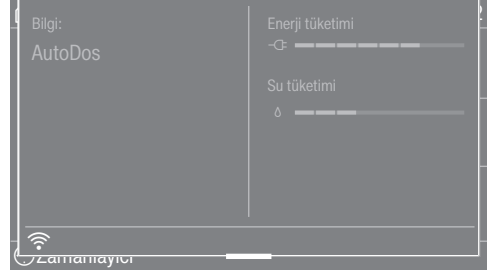 Bilgi:
AutoDos
Enerji tüketimi
Su tüketimi
Zamanlayıcı